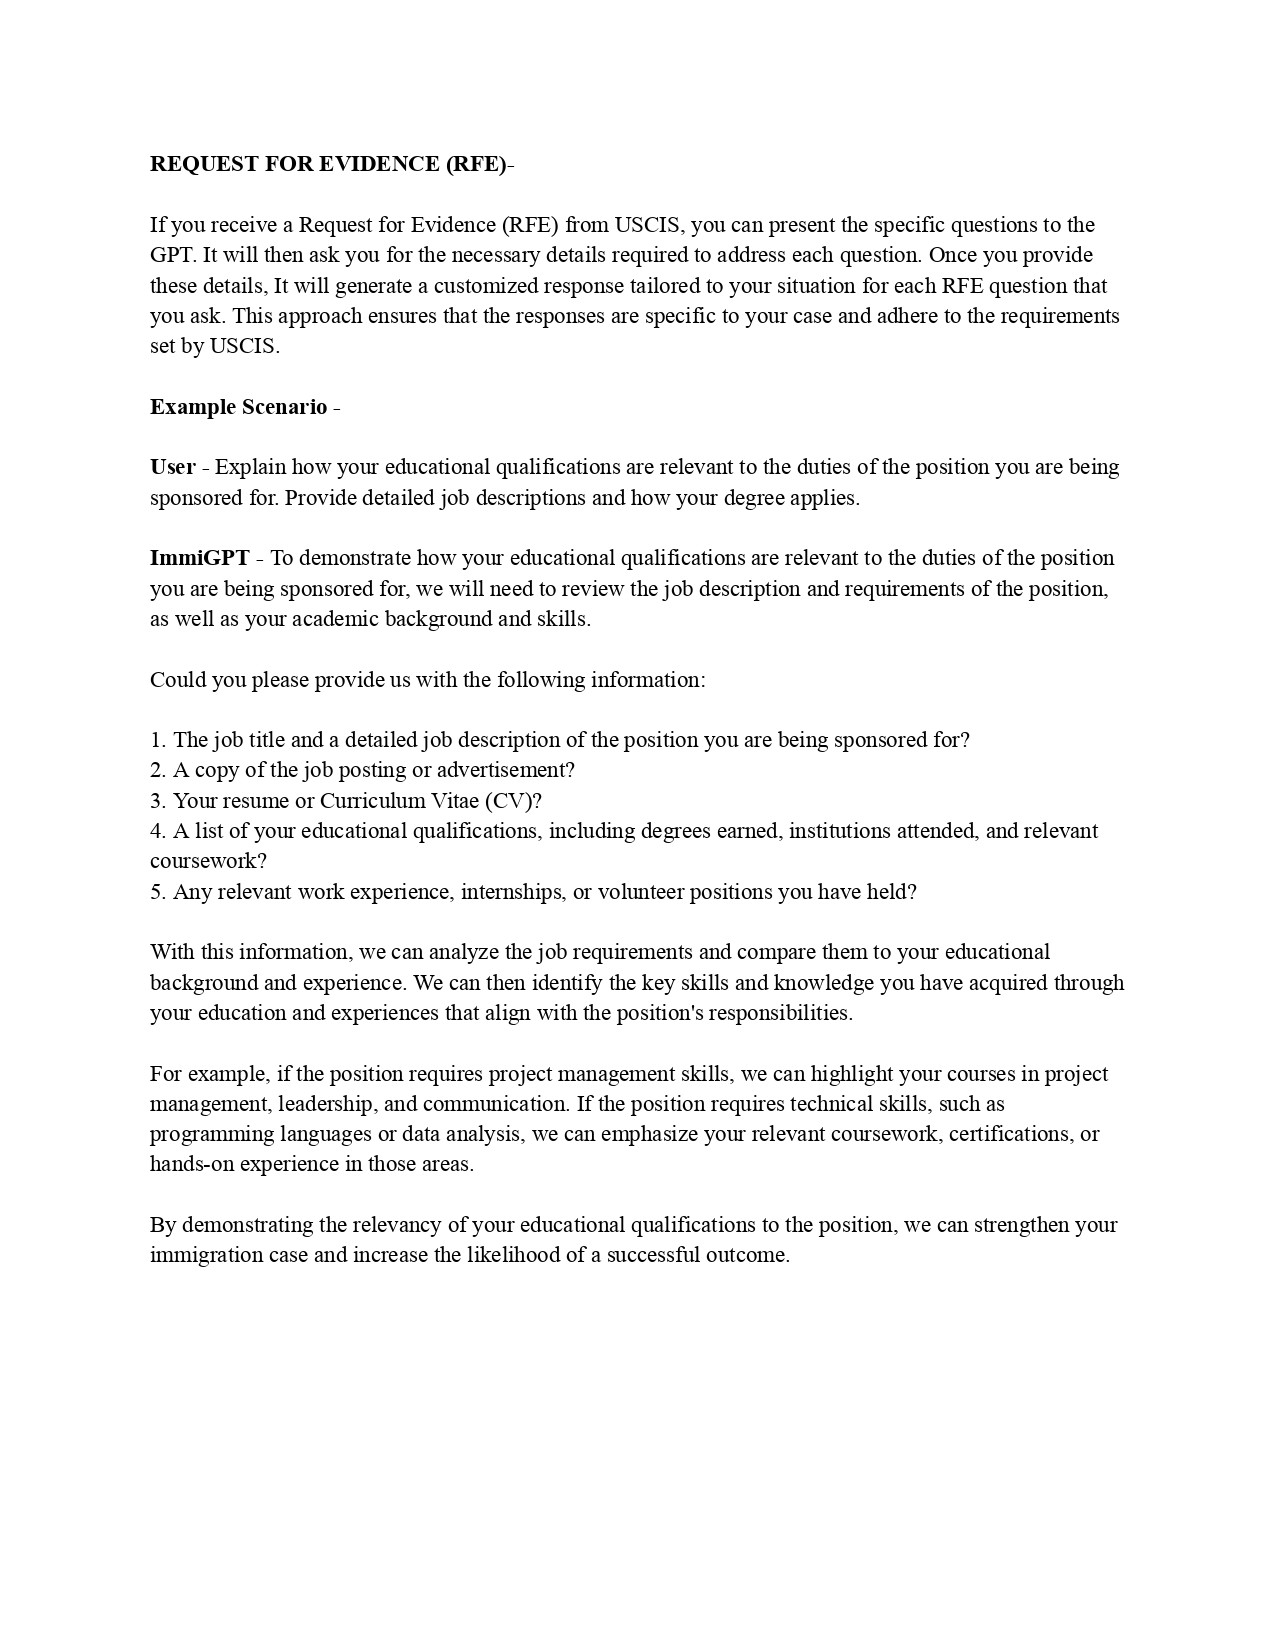 REQUEST FOR EVIDENCE (RFE)-
If you receive a Request for Evidence (RFE) from USCIS, you can present the specific questions to the
GPT. It will then ask you for the necessary details required to address each question. Once you provide
these details, It will generate a customized response tailored to your situation for each RFE question that
you ask. This approach ensures that the responses are specific to your case and adhere to the requirements
set by USCIS.
Example Scenario -
User - Explain how your educational qualifications are relevant to the duties of the position you are being
sponsored for. Provide detailed job descriptions and how your degree applies.
ImmiGPT - To demonstrate how your educational qualifications are relevant to the duties of the position
you are being sponsored for, we will need to review the job description and requirements of the position,
as well as your academic background and skills.
Could you please provide us with the following information:
1. The job title and a detailed job description of the position you are being sponsored for?
2. A copy of the job posting or advertisement?
3. Your resume or Curriculum Vitae (CV)?
4. A list of your educational qualifications, including degrees earned, institutions attended, and relevant
coursework?
5. Any relevant work experience, internships, or volunteer positions you have held?
With this information, we can analyze the job requirements and compare them to your educational
background and experience. We can then identify the key skills and knowledge you have acquired through
your education and experiences that align with the position's responsibilities.
For example, if the position requires project management skills, we can highlight your courses in project
management, leadership, and communication. If the position requires technical skills, such as
programming languages or data analysis, we can emphasize your relevant coursework, certifications, or
hands-on experience in those areas.
By demonstrating the relevancy of your educational qualifications to the position, we can strengthen your
immigration case and increase the likelihood of a successful outcome.